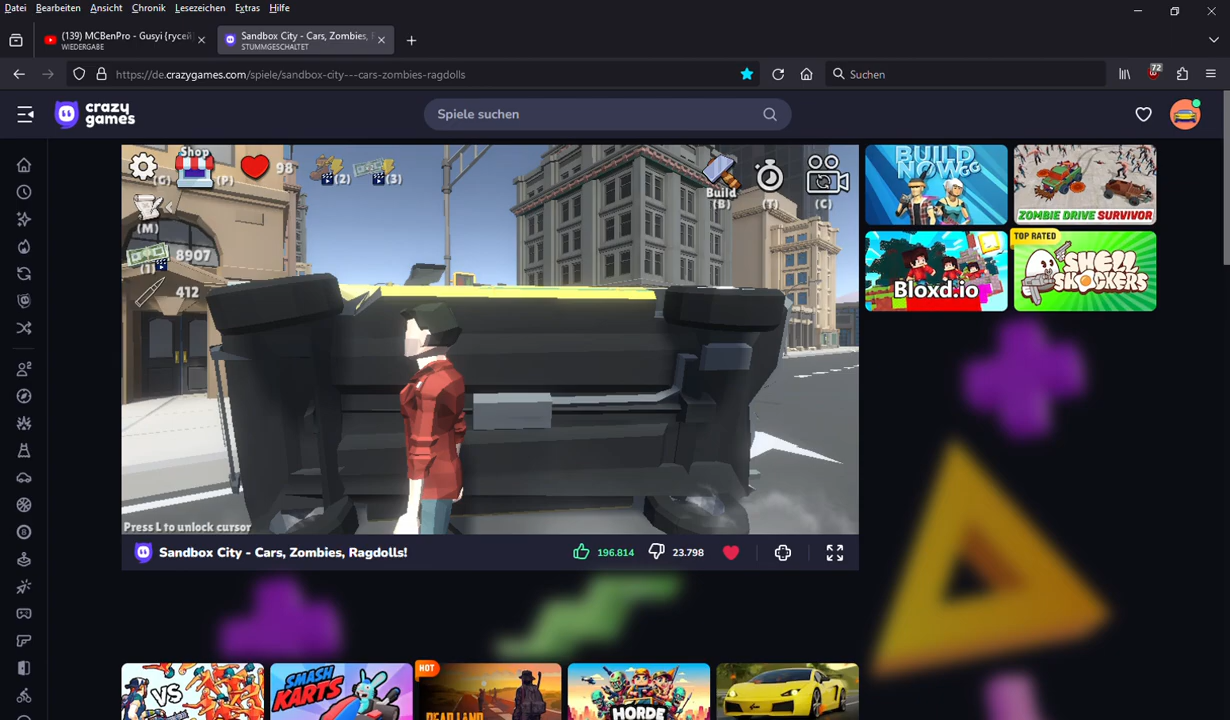 Datei Bearbeiten Ansicht Chronik Lesezeichen Extras Hilfe
(139) MCBenPro - Gusyi {гусей
WIEDERGABE
Sandbox City - Cars, Zombies, R
STUMMGESCHALTET
https://de.crazygames.com/spiele/sandbox-city---cars-zombies-ragdolls
Suchen
72
crazy
games
Spiele suchen
Shop
(G)
(P)
98
(2)
(3)
Build
(B)
(T)
(C)
(M)
8907
(1)
412
BUILD
NOW GG
ZOMBIE DRIVE SURVIVOR
Bloxd.io
TOP RATED
SHELL
SHOCKERS
Press L to unlock cursor
Sandbox City - Cars, Zombies, Ragdolls!
196.814
23.798
VS
SMASH
KARTS
HOT
DEAD LAND
HORDE